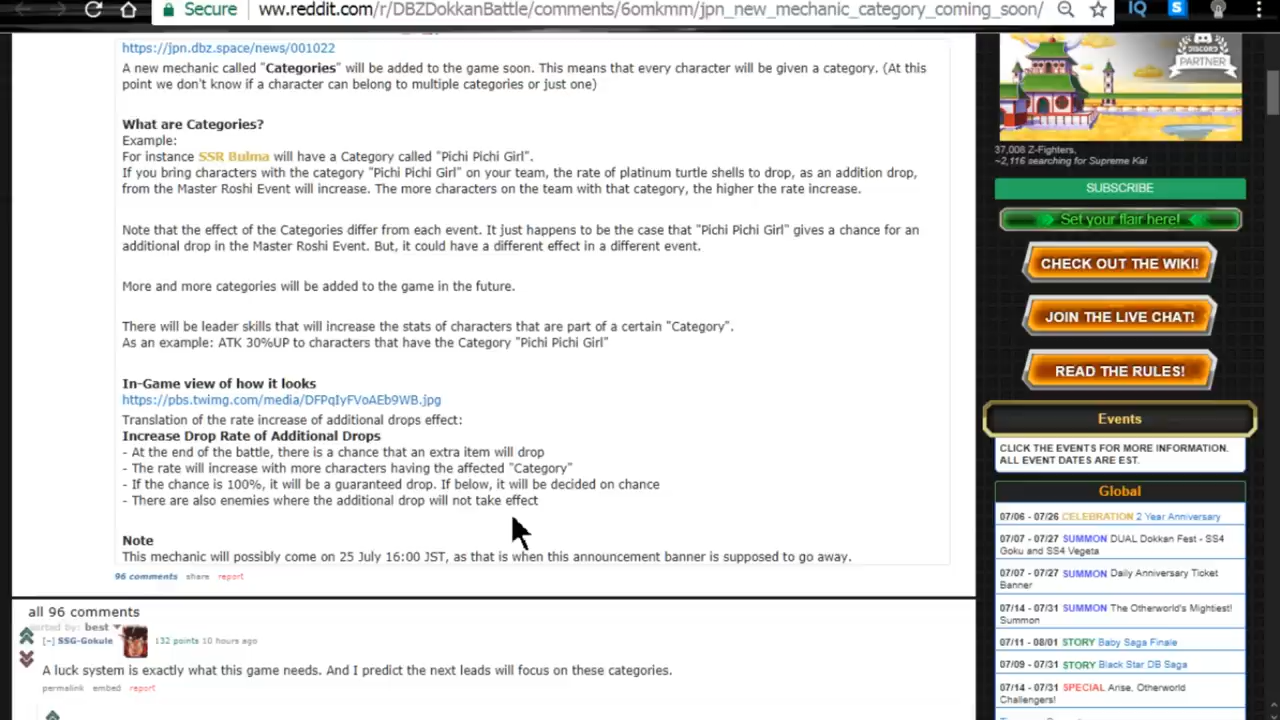 Secure
ww.reddit.com/r/DBZDokkanBattle/comments/6omkmm/jpn_new_mechanic_category_coming_soon/
IQ
S
https://jpn.dbz.space/news/001022
A new mechanic called "Categories" will be added to the game soon. This means that every character will be given a category. (At this
point we don't know if a character can belong to multiple categories or just one)
What are Categories?
Example:
For instance SSR Bulma will have a Category called "Pichi Pichi Girl".
If you bring characters with the category "Pichi Pichi Girl" on your team, the rate of platinum turtle shells to drop, as an addition drop,
from the Master Roshi Event will increase. The more characters on the team with that category, the higher the rate increase.
Note that the effect of the Categories differ from each event. It just happens to be the case that "Pichi Pichi Girl" gives a chance for an
additional drop in the Master Roshi Event. But, it could have a different effect in a different event.
More and more categories will be added to the game in the future.
There will be leader skills that will increase the stats of characters that are part of a certain "Category".
As an example: ATK 30%UP to characters that have the Category "Pichi Pichi Girl"
In-Game view of how it looks
https://pbs.twimg.com/media/DFPqIyFVoAEb9WB.jpg
Translation of the rate increase of additional drops effect:
Increase Drop Rate of Additional Drops
- At the end of the battle, there is a chance that an extra item will drop
- The rate will increase with more characters having the affected "Category"
- If the chance is 100%, it will be a guaranteed drop. If below, it will be decided on chance
- There are also enemies where the additional drop will not take effect
Note
This mechanic will possibly come on 25 July 16:00 JST, as that is when this announcement banner is supposed to go away.
96 comments share report
all 96 comments
sorted by: best
[-] SSG-Gokule 132 points 10 hours ago
A luck system is exactly what this game needs. And I predict the next leads will focus on these categories.
permalink embed report
DISCORD
PARTNER
37,008 Z-Fighters,
~2,116 searching for Supreme Kai
SUBSCRIBE
Set your flair here!
CHECK OUT THE WIKI!
JOIN THE LIVE CHAT!
READ THE RULES!
Events
CLICK THE EVENTS FOR MORE INFORMATION.
ALL EVENT DATES ARE EST.
Global
07/06 - 07/26 CELEBRATION 2 Year Anniversary
07/07 - 07/27 SUMMON DUAL Dokkan Fest - SS4
Goku and SS4 Vegeta
07/07 - 07/27 SUMMON Daily Anniversary Ticket
Banner
07/14 - 07/31 SUMMON The Otherworld's Mightiest!
Summon
07/11 - 08/01 STORY Baby Saga Finale
07/09 - 07/31 STORY Black Star DB Saga
07/14 - 07/31 SPECIAL Arise, Otherworld
Challengers!